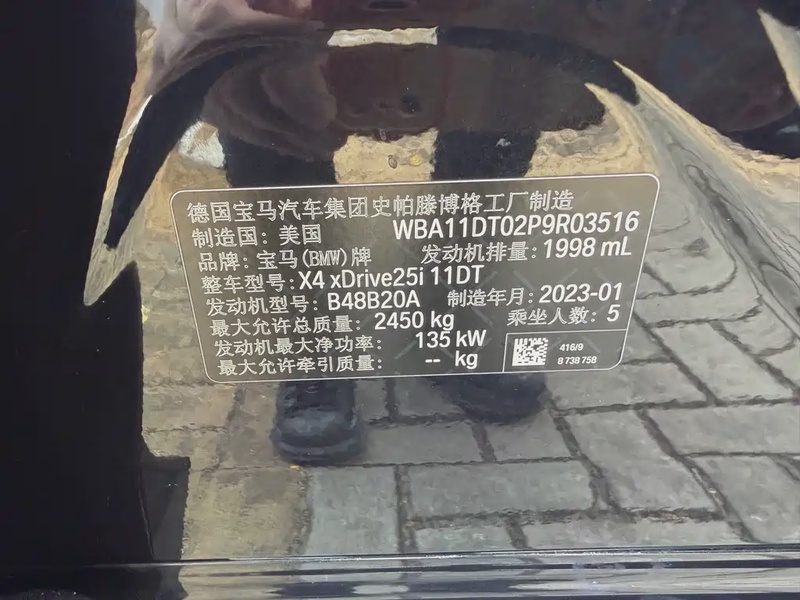 德国宝马汽车集团史帕滕博格工厂制造
制造国: 美国 WBA11DT02P9R03516
品牌: 宝马(BMW)牌 发动机排量: 1998 mL
整车型号: X4 xDrive25i 11DT
发动机型号: B48B20A 制造年月: 2023-01
最大允许总质量: 2450 kg 乘坐人数: 5
发动机最大净功率: 135 kW
最大允许牵引质量: -- kg
416/9
8 738 758